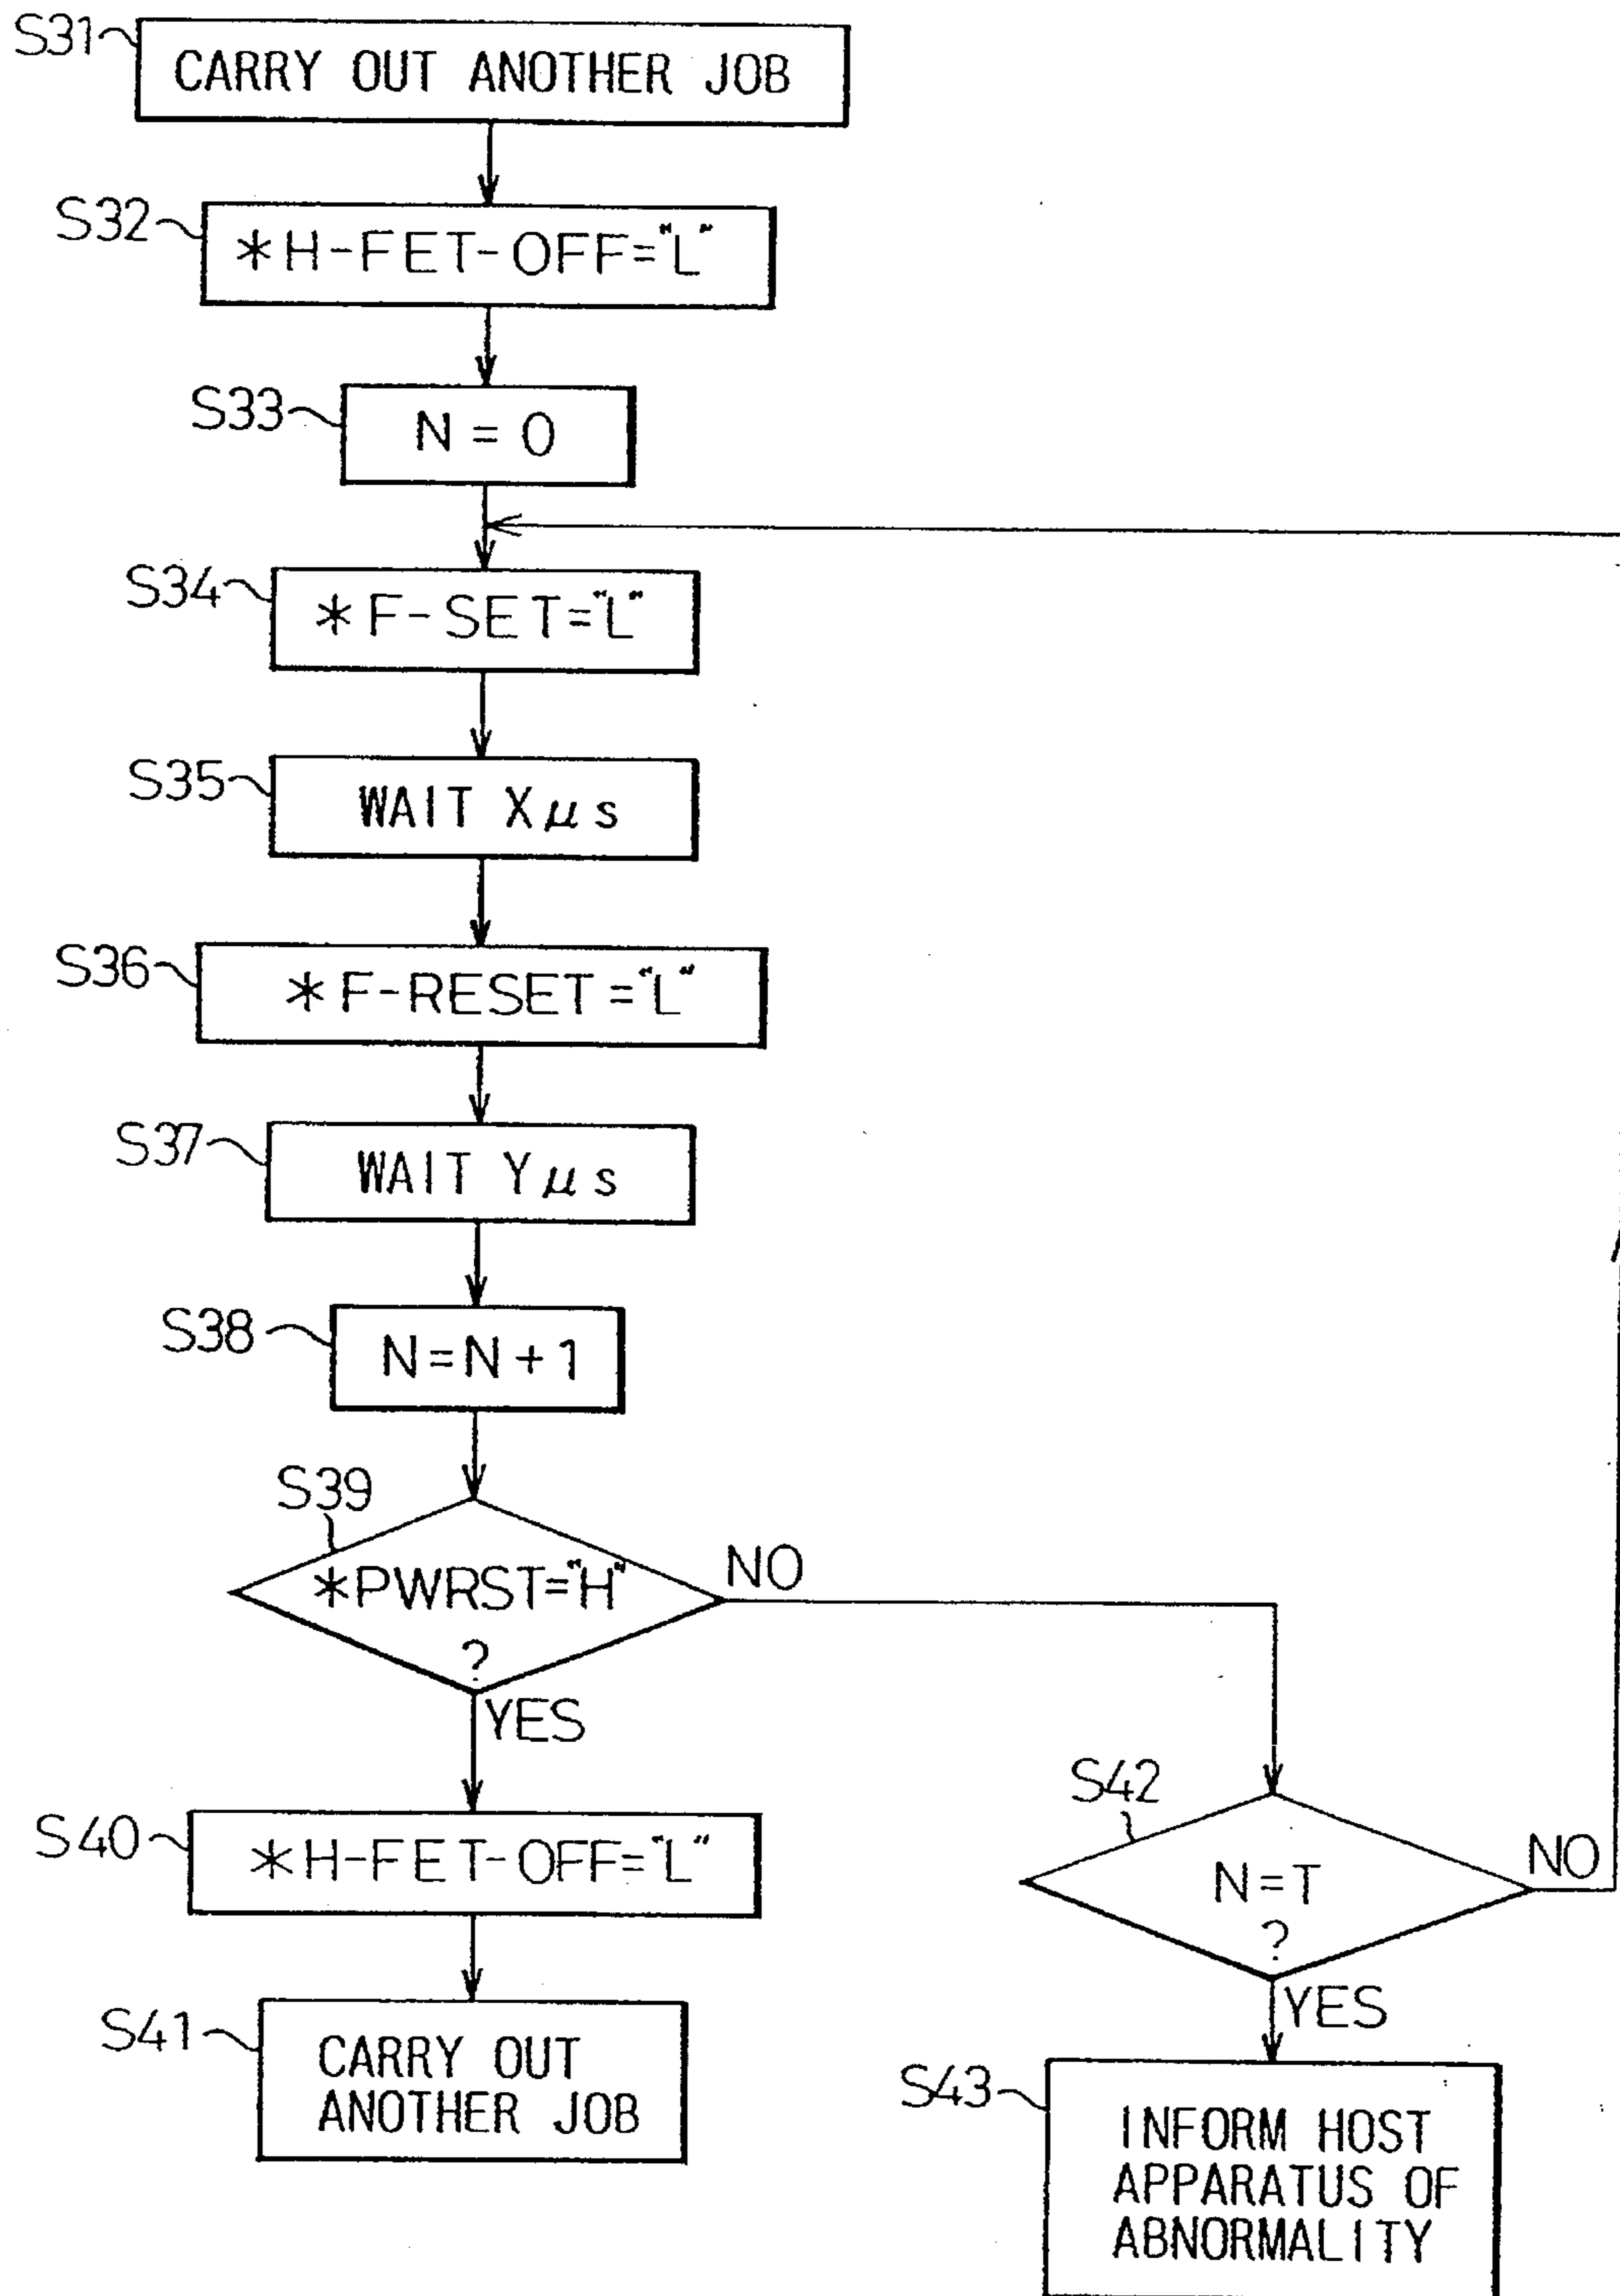 S31
CARRY OUT ANOTHER JOB
S32
*H-FET-OFF="L"
S33
N=0
S34
*F-SET="L"
S35
WAIT Xμs
S36
*F-RESET="L"
S37
WAIT Yμs
S38
N=N+1
S39
*PWRST="H"
?
NO
YES
S40
*H-FET-OFF="L"
S41
CARRY OUT
ANOTHER JOB
S42
N=T
?
NO
YES
S43
INFORM HOST
APPARATUS OF
ABNORMALITY